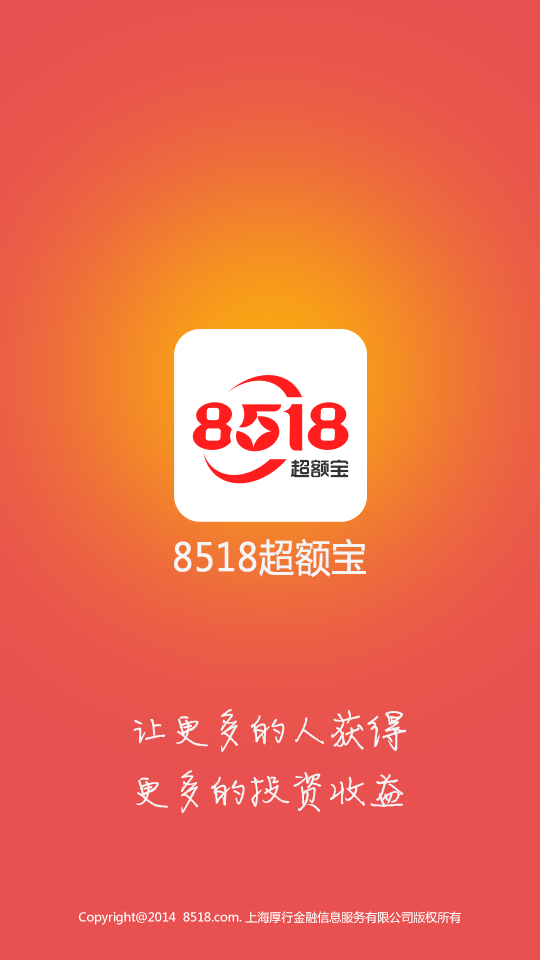 8518
超额宝
8518超额宝
让更多的人获得
更多的投资收益
Copyright@2014 8518.com. 上海厚行金融信息服务有限公司版权所有